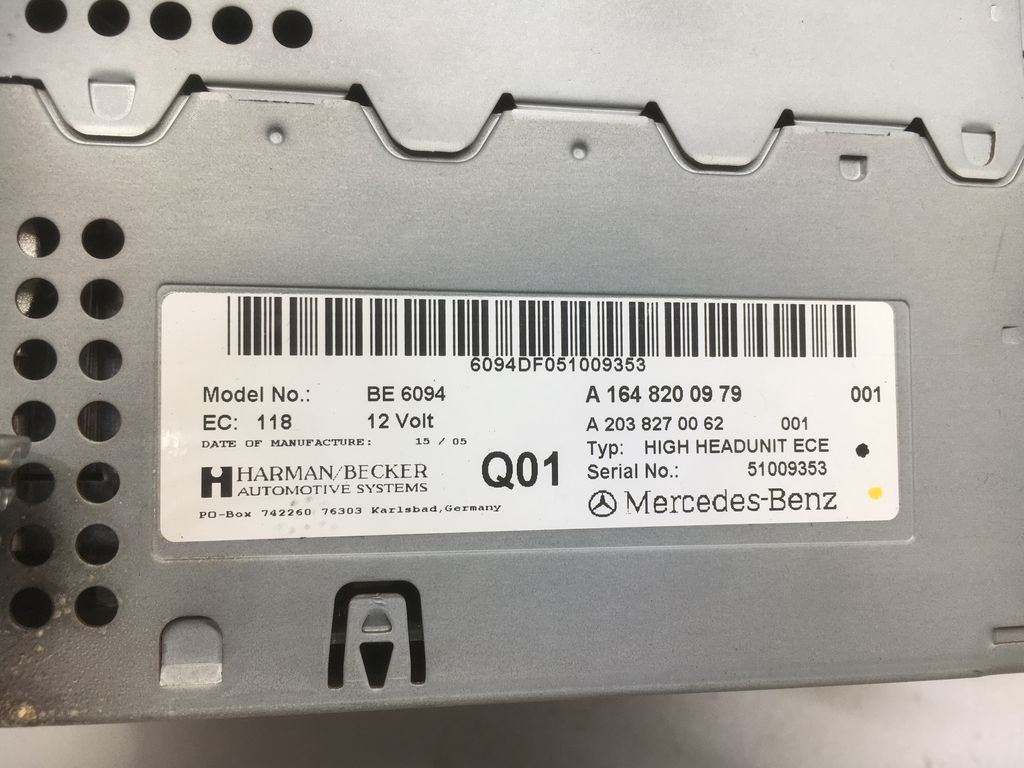 6094DF051009353
Model No.: BE 6094 A 164 820 09 79 001
EC: 118 12 Volt A 203 827 00 62 001
DATE OF MANUFACTURE: 15 / 05 Typ: HIGH HEADUNIT ECE
HARMAN/BECKER Q01 Serial No.: 51009353
AUTOMOTIVE SYSTEMS Mercedes-Benz
PO-Box 742260 76303 Karlsbad,Germany